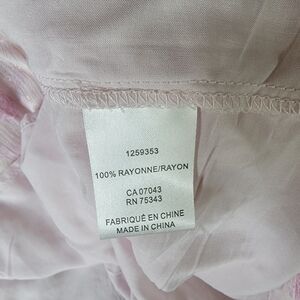 1259353
100% RAYONNE/RAYON
CA 07043
RN 75343
FABRIQUÉ EN CHINE
MADE IN CHINA